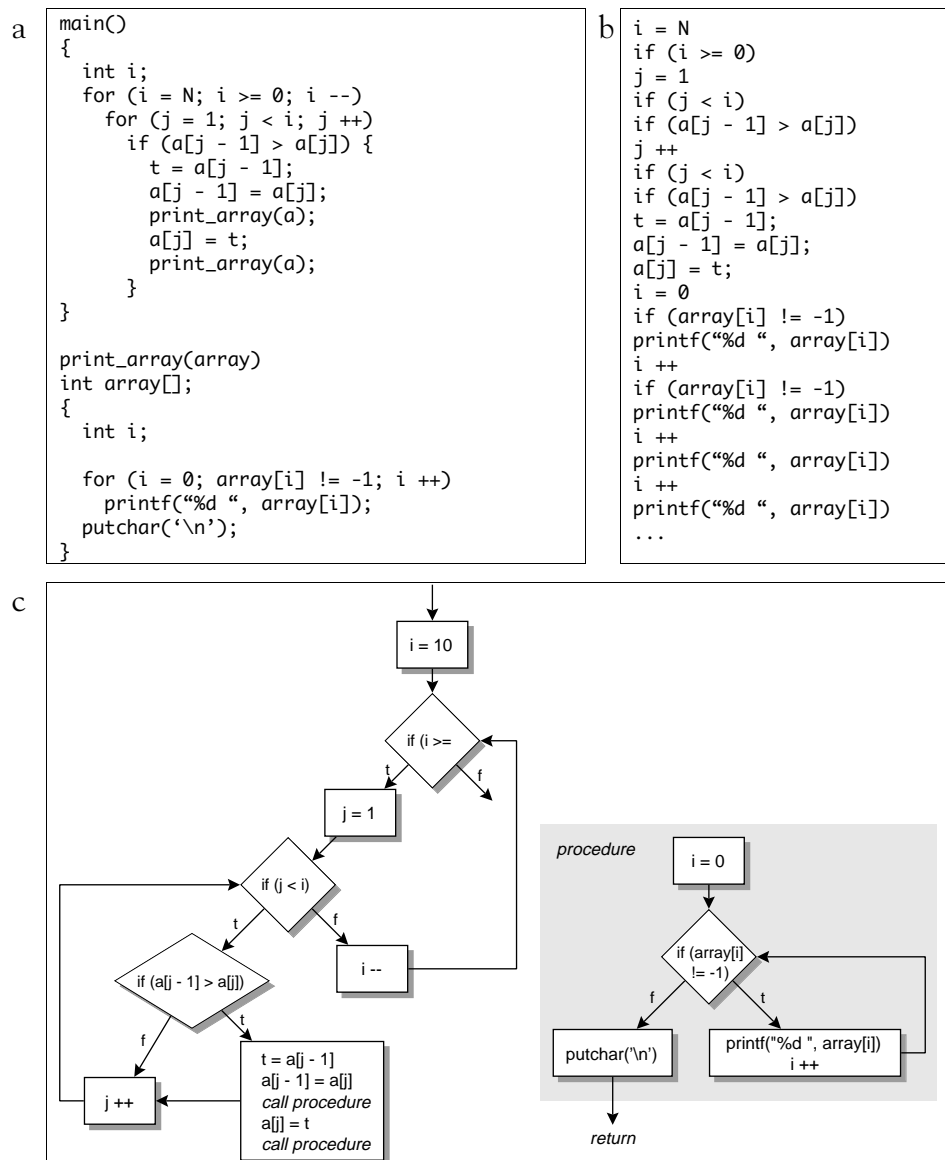 a
main()
{
int i;
for (i = N; i >= 0; i --)
for (j = 1; j < i; j ++)
if (a[j - 1] > a[j]) {
t = a[j - 1];
a[j - 1] = a[j];
print_array(a);
a[j] = t;
print_array(a);
}
}
print_array(array)
int array[];
{
int i;
for (i = 0; array[i] != -1; i ++)
printf(“%d “, array[i]);
putchar(‘\n’);
}
b
i = N
if (i >= 0)
j = 1
if (j < i)
if (a[j - 1] > a[j])
j ++
if (j < i)
if (a[j - 1] > a[j])
t = a[j - 1];
a[j - 1] = a[j];
a[j] = t;
i = 0
if (array[i] != -1)
printf(“%d “, array[i])
i ++
if (array[i] != -1)
printf(“%d “, array[i])
i ++
printf(“%d “, array[i])
i ++
printf(“%d “, array[i])
...
c
i = 10
if (i >=
t
f
j = 1
if (j < i)
t
f
i --
if (a[j - 1] > a[j])
f
t
j ++
t = a[j - 1]
a[j - 1] = a[j]
call procedure
a[j] = t
call procedure
procedure
i = 0
if (array[i]
!= -1)
f
t
putchar('\n')
printf("%d ", array[i])
i ++
return